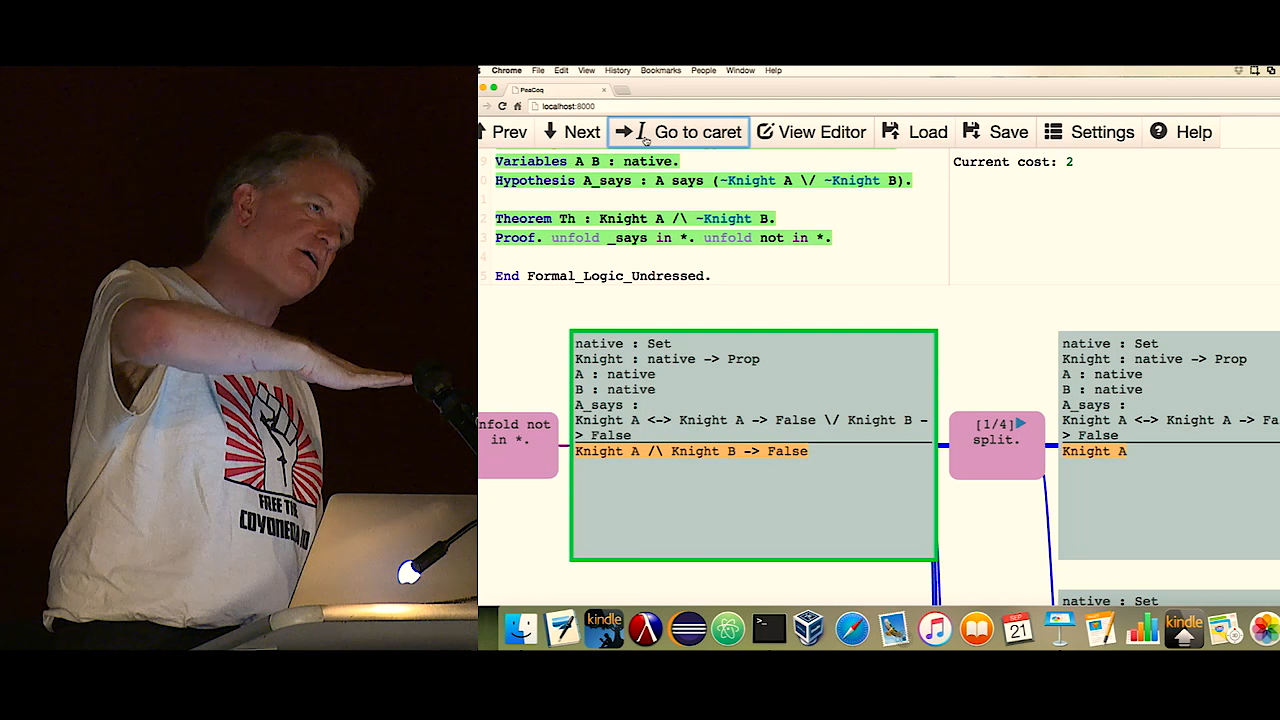 Chrome File Edit View History Bookmarks People Window Help
PeaCoq
localhost:8000
Prev Next Go to caret View Editor Load Save Settings Help
Variables A B : native.
Hypothesis A_says : A says (~Knight A \/ ~Knight B).
Theorem Th : Knight A /\ ~Knight B.
Proof. unfold _says in *. unfold not in *.
End Formal_Logic_Undressed.
Current cost: 2
nfold not
in *.
native : Set
Knight : native -> Prop
A : native
B : native
A_says :
Knight A <-> Knight A -> False \/ Knight B -
> False
Knight A /\ Knight B -> False
[1/4]
split.
native : Set
Knight : native -> Prop
A : native
B : native
A_says :
Knight A <-> Knight A -> Fa
> False
Knight A
native : Set
FREE THE
kindle
SEP
21
kindle